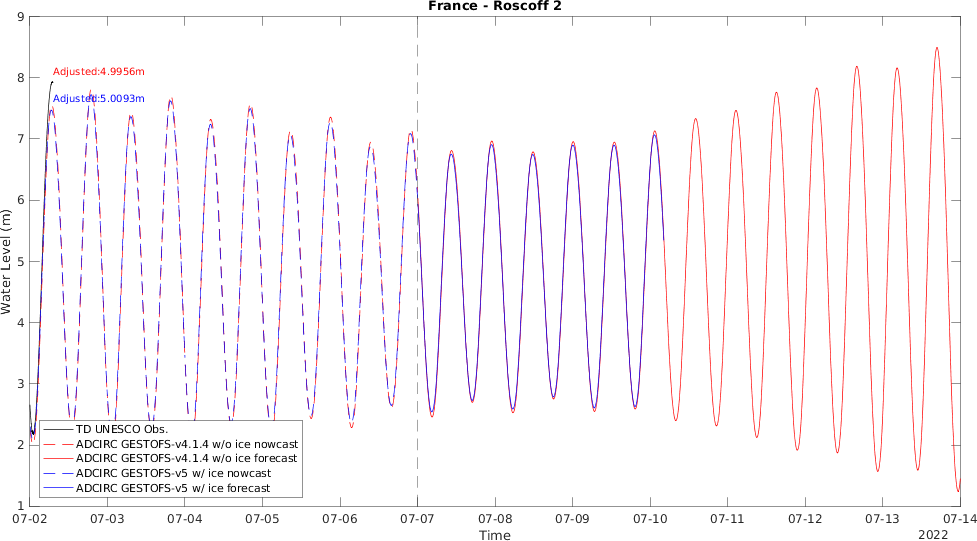 France - Roscoff 2
Water Level (m)
9
8
7
6
5
4
3
2
1
Adjusted:4.9956m
Adjusted:5.0093m
TD UNESCO Obs.
ADCIRC GESTOFS-v4.1.4 w/o ice nowcast
ADCIRC GESTOFS-v4.1.4 w/o ice forecast
ADCIRC GESTOFS-v5 w/ ice nowcast
ADCIRC GESTOFS-v5 w/ ice forecast
07-02 07-03 07-04 07-05 07-06 07-07 07-08 07-09 07-10 07-11 07-12 07-13 07-14
Time
2022